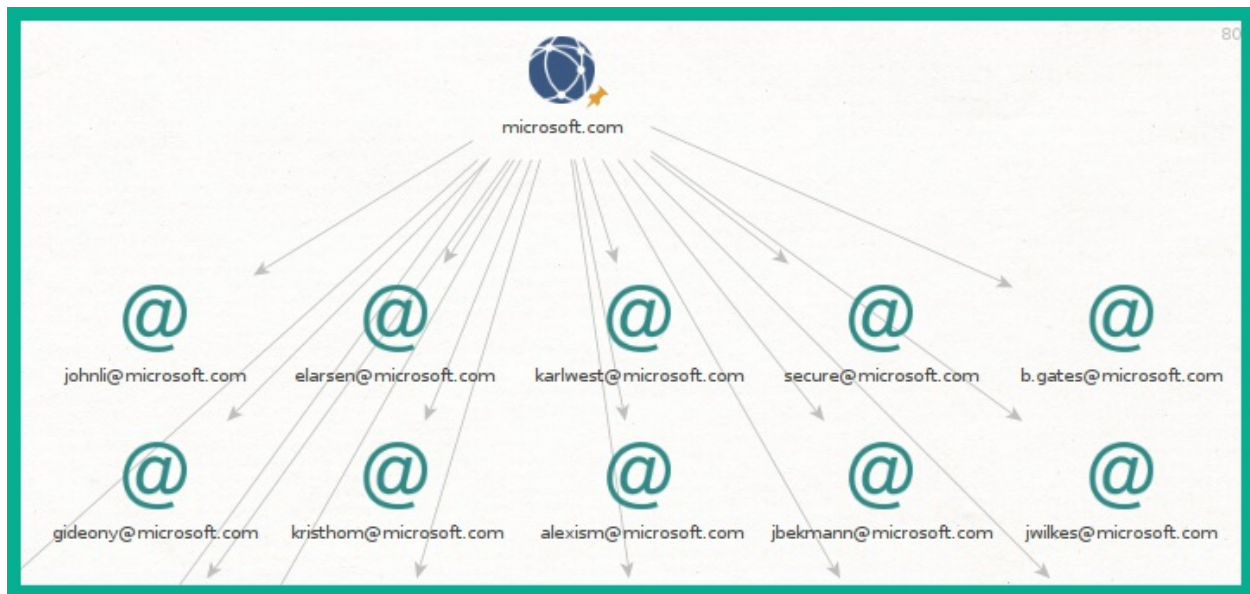 80
microsoft.com
johnli@microsoft.com elarsen@microsoft.com karlwest@microsoft.com secure@microsoft.com b.gates@microsoft.com
gideony@microsoft.com kristhom@microsoft.com alexism@microsoft.com jbekmann@microsoft.com jwilkes@microsoft.com